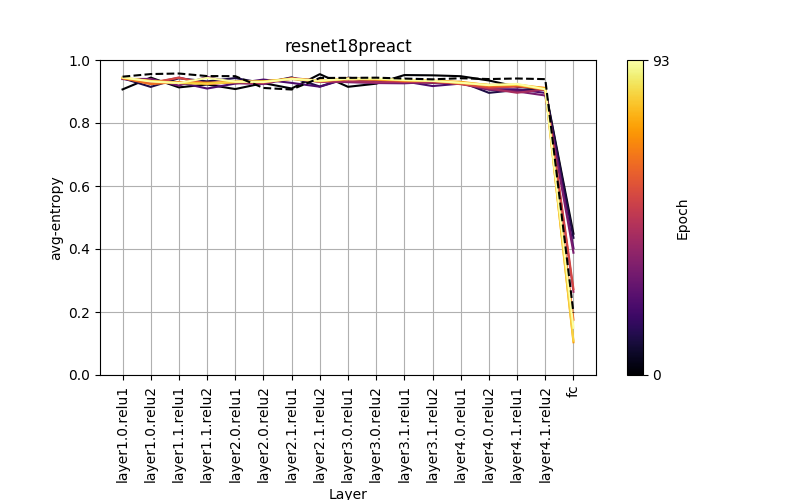 resnet18preact
1.0
0.8
0.6
0.4
0.2
0.0
avg-entropy
layer1.0.relu1
layer1.0.relu2
layer1.1.relu1
layer1.1.relu2
layer2.0.relu1
layer2.0.relu2
layer2.1.relu1
layer2.1.relu2
layer3.0.relu1
layer3.0.relu2
layer3.1.relu1
layer3.1.relu2
layer4.0.relu1
layer4.0.relu2
layer4.1.relu1
layer4.1.relu2
fc
Layer
93
0
Epoch